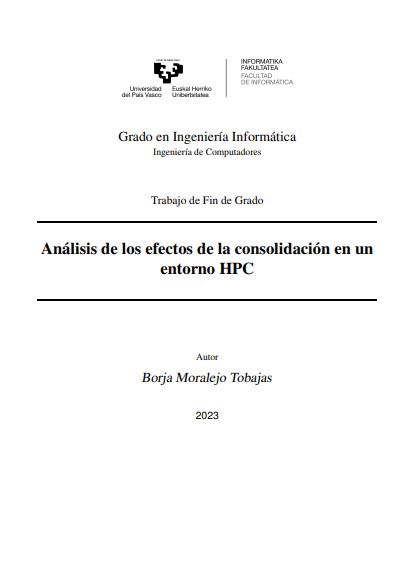 INFORMATIKA
FAKULTATEA
FACULTAD
DE INFORMÁTICA
Universidad
del País Vasco
Euskal Herriko
Unibertsitatea
Grado en Ingeniería Informática
Ingeniería de Computadores
Trabajo de Fin de Grado
Análisis de los efectos de la consolidación en un
entorno HPC
Autor
Borja Moralejo Tobajas
2023